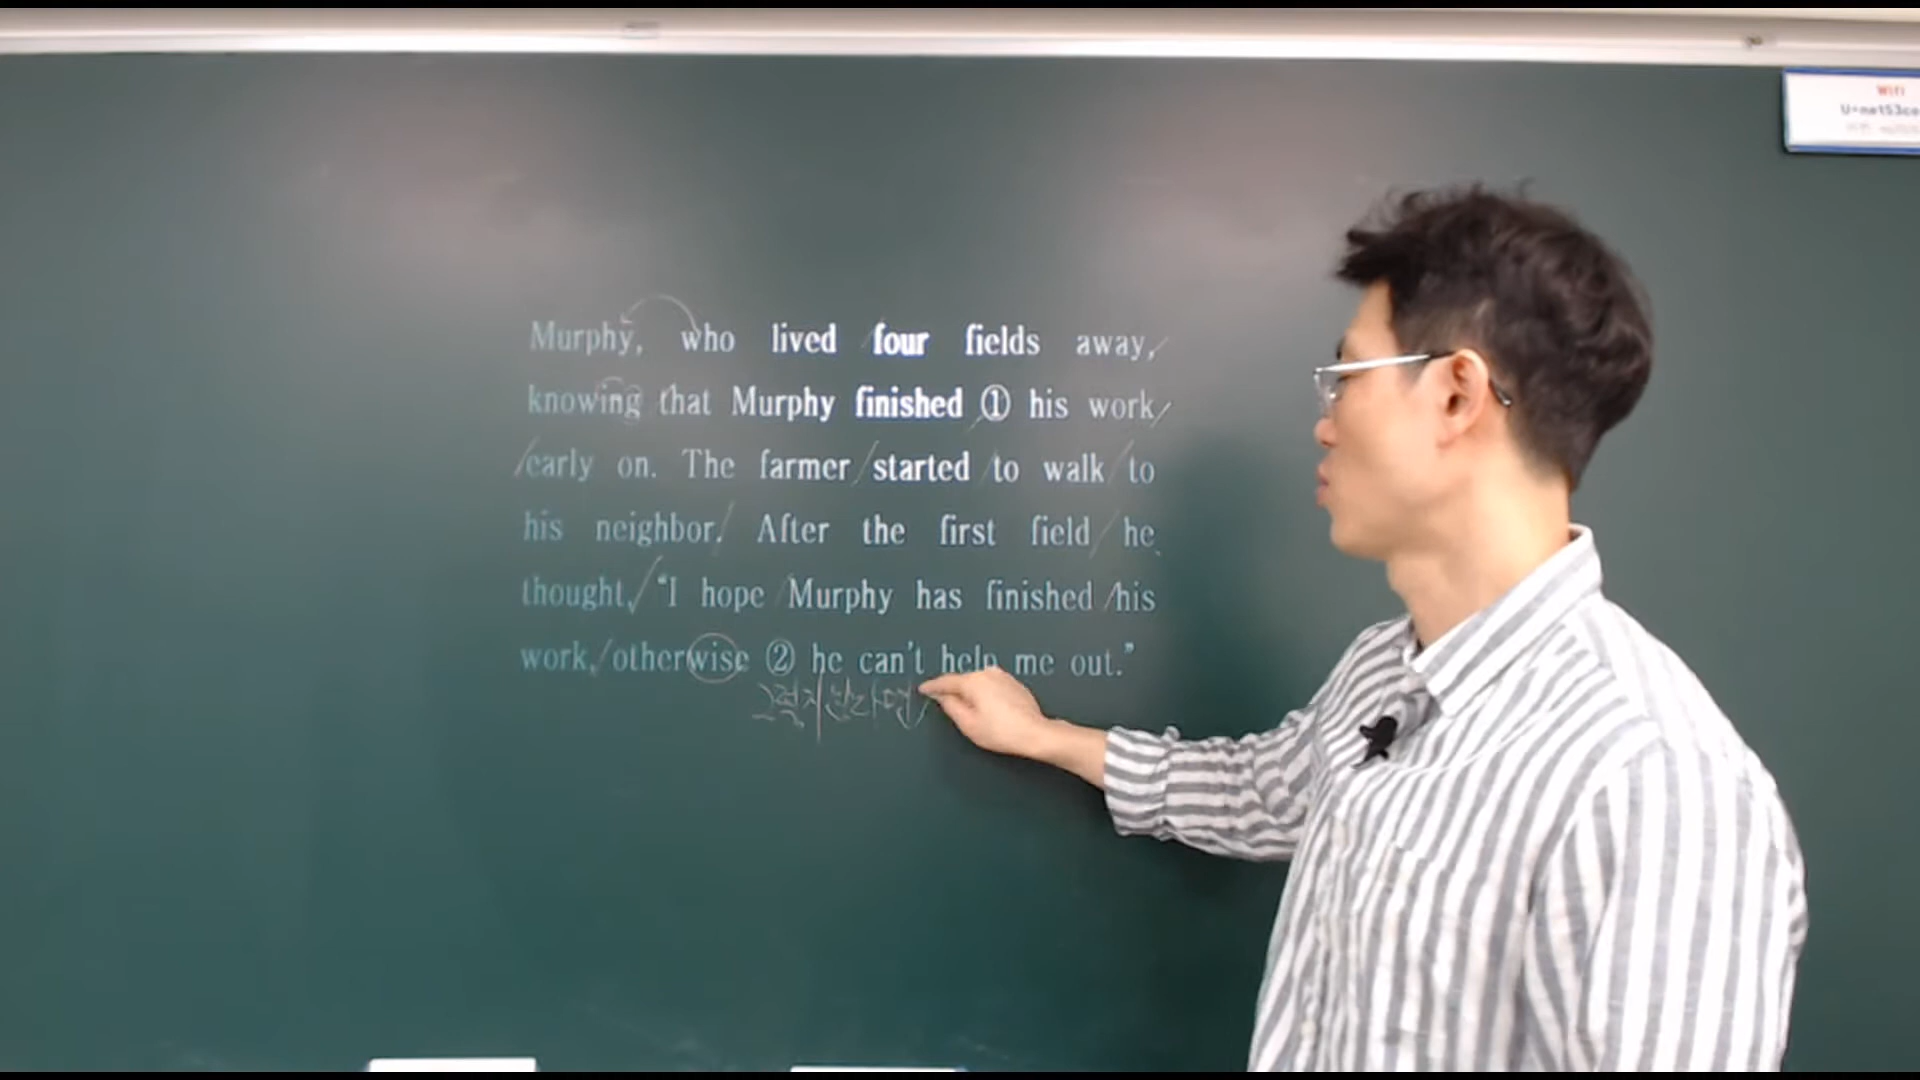 Murphy, who lived four fields away,
knowing that Murphy finished ① his work
early on. The farmer started to walk to
his neighbor. After the first field he
thought, “I hope Murphy has finished his
work, otherwise ② he can't help me out.”
그렇지 않다면,
Wifi